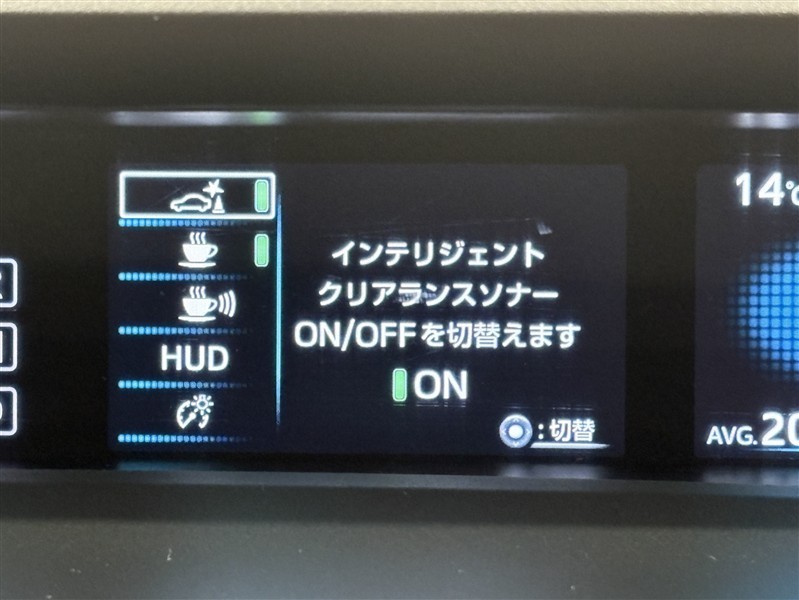 14℃
インテリジェント
クリアランスソナー
ON/OFFを切替えます
HUD
ON
:切替
AVG.20